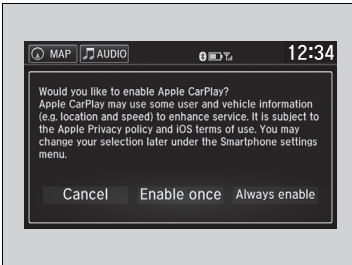 MAP AUDIO 12:34
Would you like to enable Apple CarPlay?
Apple CarPlay may use some user and vehicle information
(e.g. location and speed) to enhance service. It is subject to
the Apple Privacy policy and iOS terms of use. You may
change your selection later under the Smartphone settings
menu.
Cancel Enable once Always enable